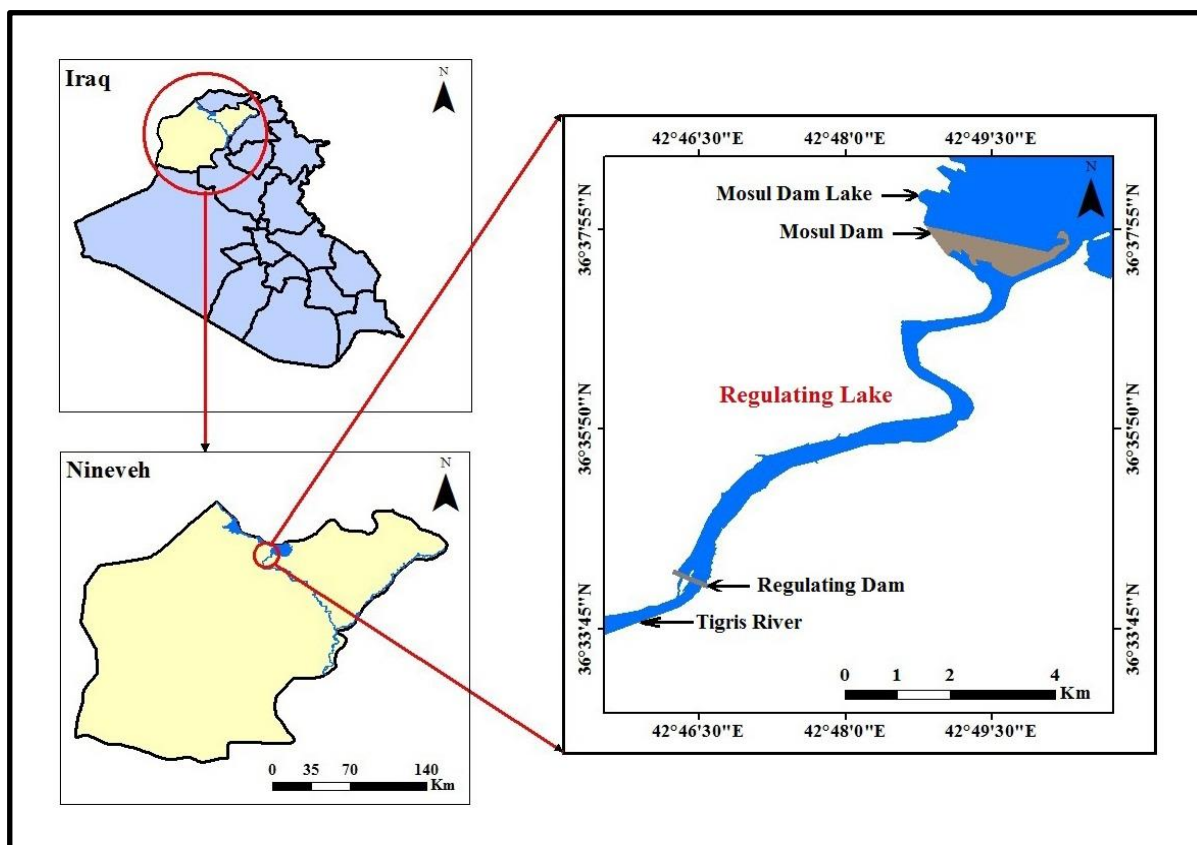 Iraq
N
Nineveh
N
0 35 70 140
Km
42°46'30"E 42°48'0"E 42°49'30"E
N
36°37'55"N
36°35'50"N
36°33'45"N
Mosul Dam Lake
Mosul Dam
Regulating Lake
Regulating Dam
Tigris River
0 1 2 4
Km
36°37'55"N
36°35'50"N
36°33'45"N
42°46'30"E 42°48'0"E 42°49'30"E